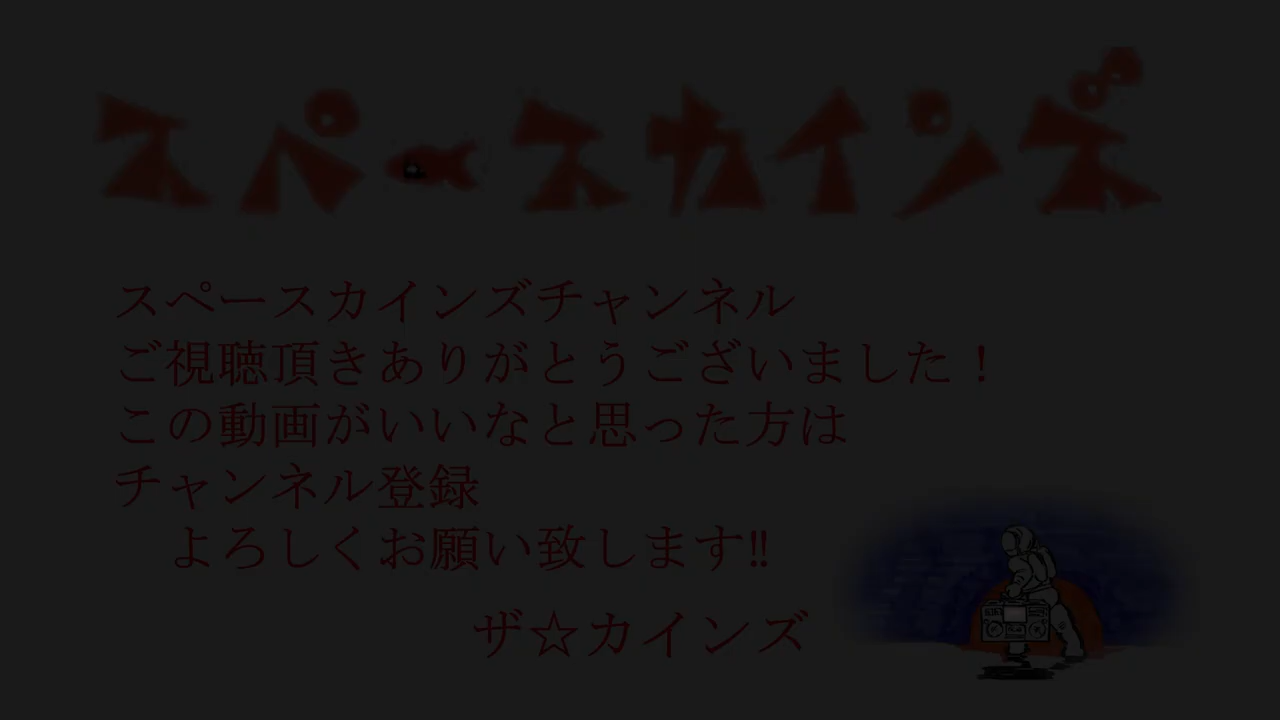 スペースカインズ
スペースカインズチャンネル
ご視聴頂きありがとうございました！
この動画がいいなと思った方は
チャンネル登録
よろしくお願い致します‼
ザ☆カインズ